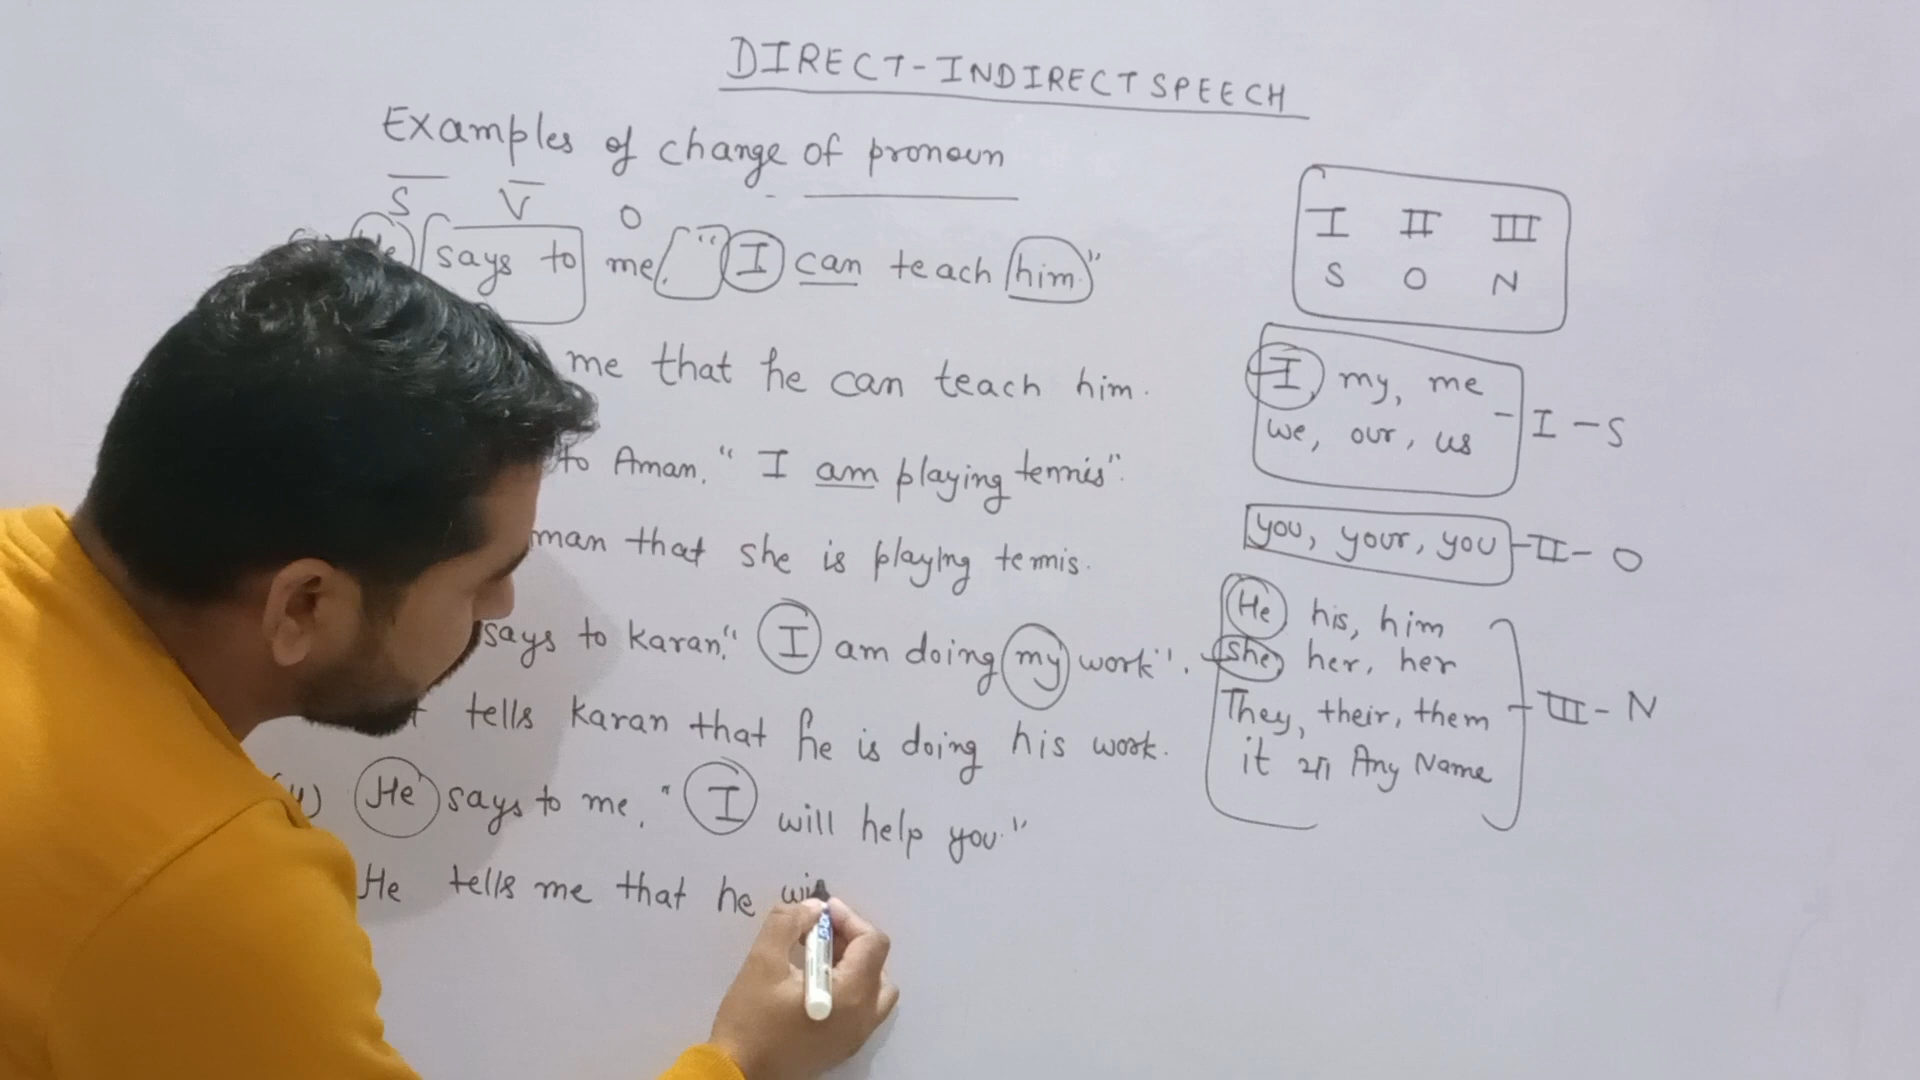 DIRECT-INDIRECT SPEECH
Examples of change of pronoun
S V O
He says to me, "I can teach him."
me that he can teach him.
to Aman, "I am playing tennis".
man that she is playing tennis.
says to karan, "I am doing my work".
tells karan that he is doing his work.
(4) He says to me, "I will help you."
He tells me that he wi
I II III
S O N
I, my, me
we, our, us - I - S
you, your, you - II - O
He his, him
she, her, her
They, their, them - III - N
it या Any Name